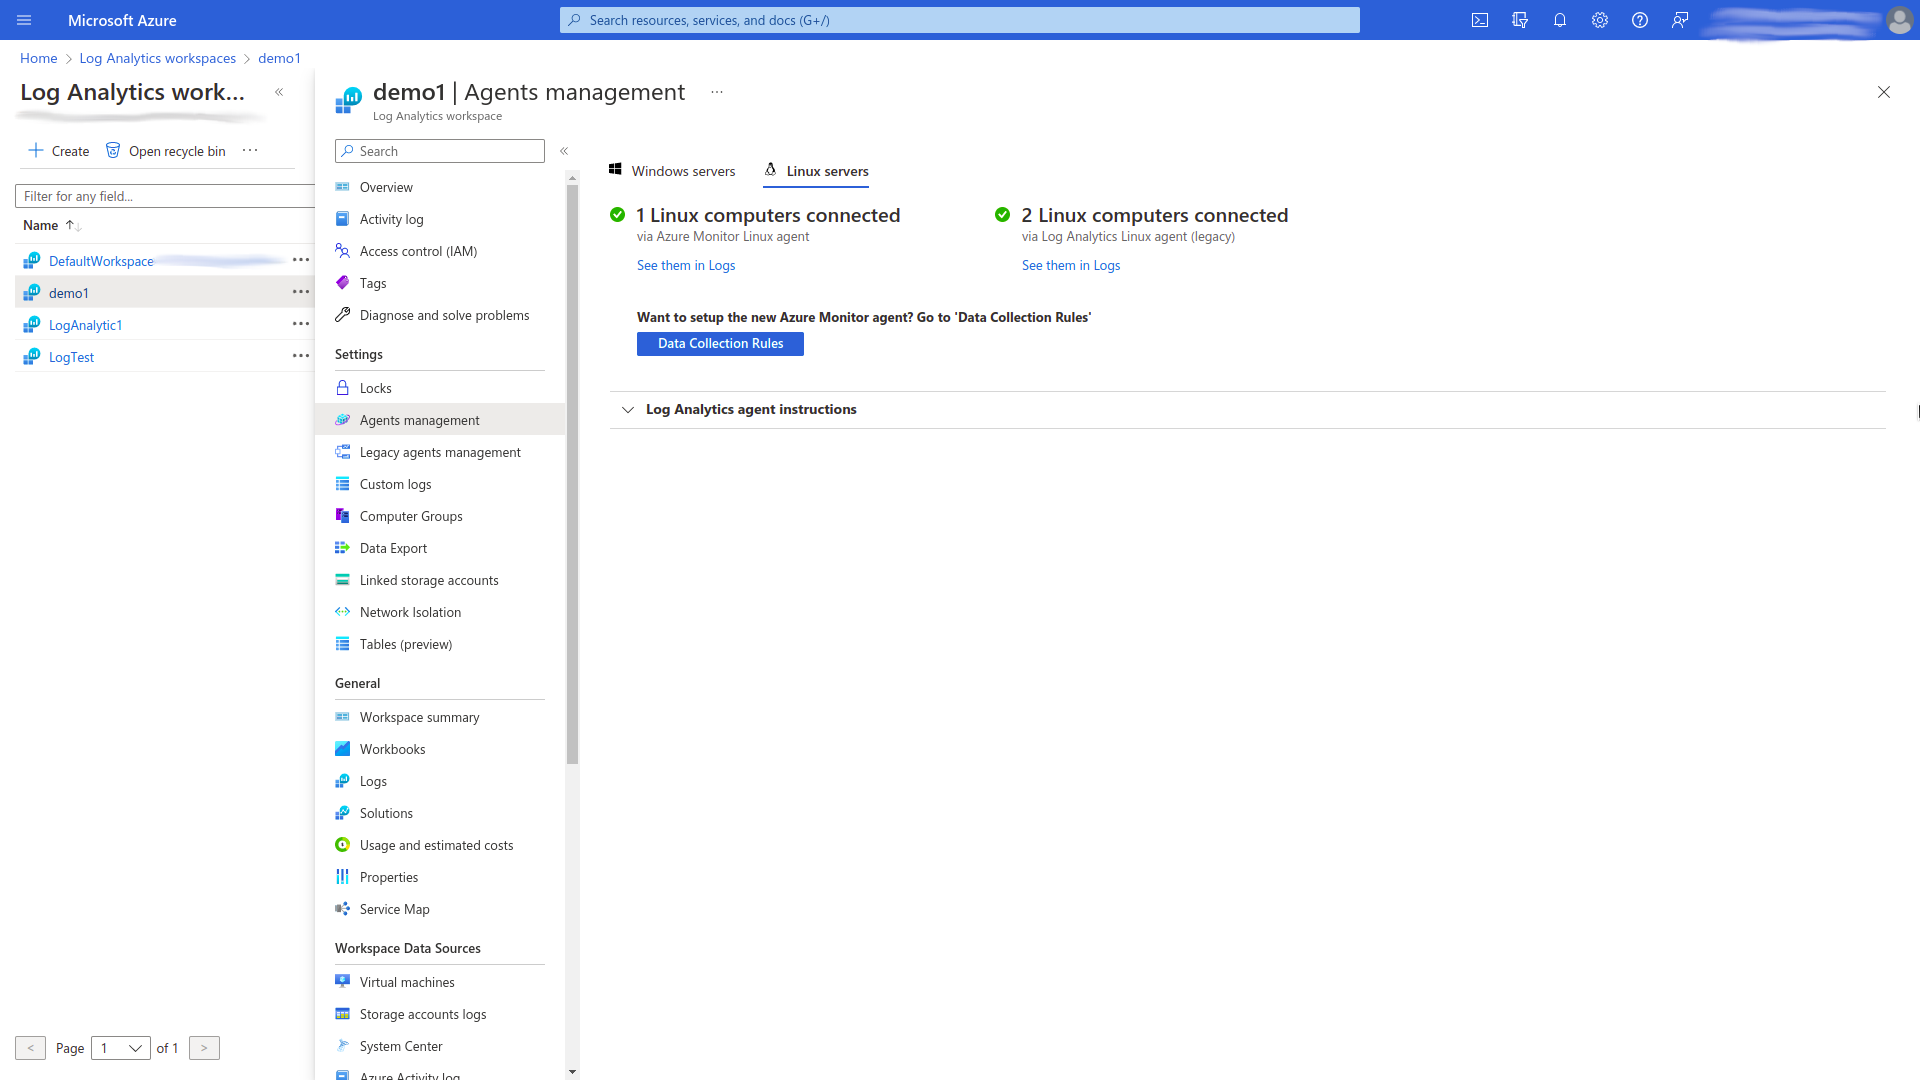 Microsoft Azure
Search resources, services, and docs (G+/)
Home > Log Analytics workspaces > demo1
Log Analytics work... «
+ Create Open recycle bin ...
Filter for any field...
Name ↑↓
DefaultWorkspace ...
demo1 ...
LogAnalytic1 ...
LogTest ...
< Page 1 of 1 >
demo1 | Agents management ...
Log Analytics workspace
Search «
Overview
Activity log
Access control (IAM)
Tags
Diagnose and solve problems
Settings
Locks
Agents management
Legacy agents management
Custom logs
Computer Groups
Data Export
Linked storage accounts
Network Isolation
Tables (preview)
General
Workspace summary
Workbooks
Logs
Solutions
Usage and estimated costs
Properties
Service Map
Workspace Data Sources
Virtual machines
Storage accounts logs
System Center
Azure Activity log
Windows servers Linux servers
1 Linux computers connected
via Azure Monitor Linux agent
See them in Logs
2 Linux computers connected
via Log Analytics Linux agent (legacy)
See them in Logs
Want to setup the new Azure Monitor agent? Go to 'Data Collection Rules'
Data Collection Rules
Log Analytics agent instructions